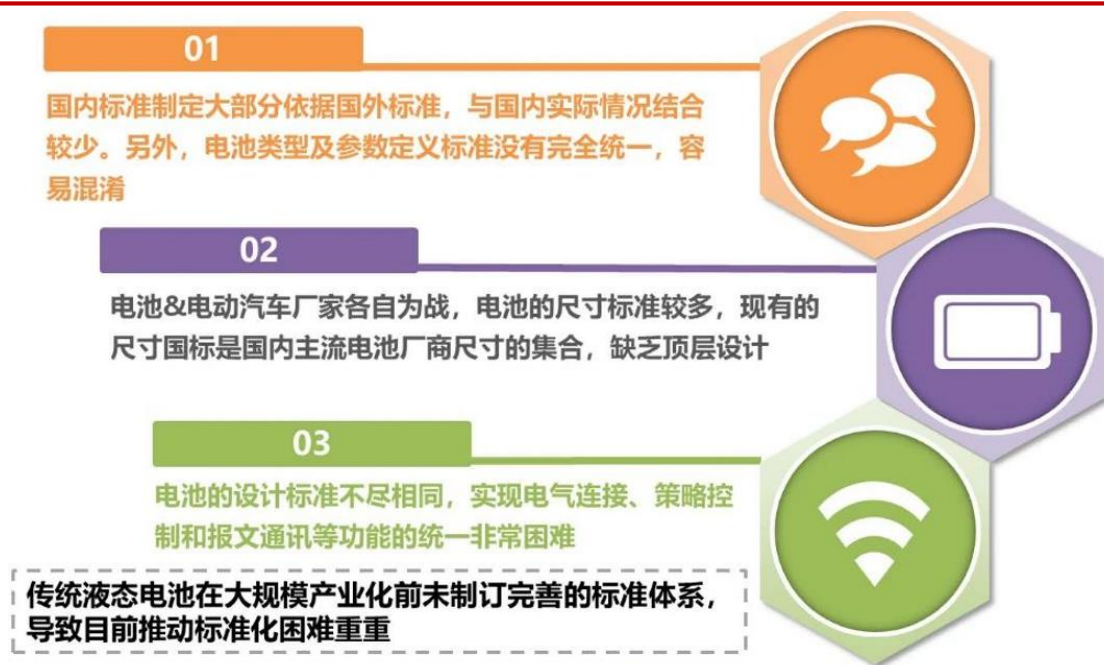 01
国内标准制定大部分依据国外标准，与国内实际情况结合
较少。另外，电池类型及参数定义标准没有完全统一，容
易混淆
02
电池&电动汽车厂家各自为战，电池的尺寸标准较多，现有的
尺寸国标是国内主流电池厂商尺寸的集合，缺乏顶层设计
03
电池的设计标准不尽相同，实现电气连接、策略控
制和报文通讯等功能的统一非常困难
传统液态电池在大规模产业化前未制订完善的标准体系，
导致目前推动标准化困难重重